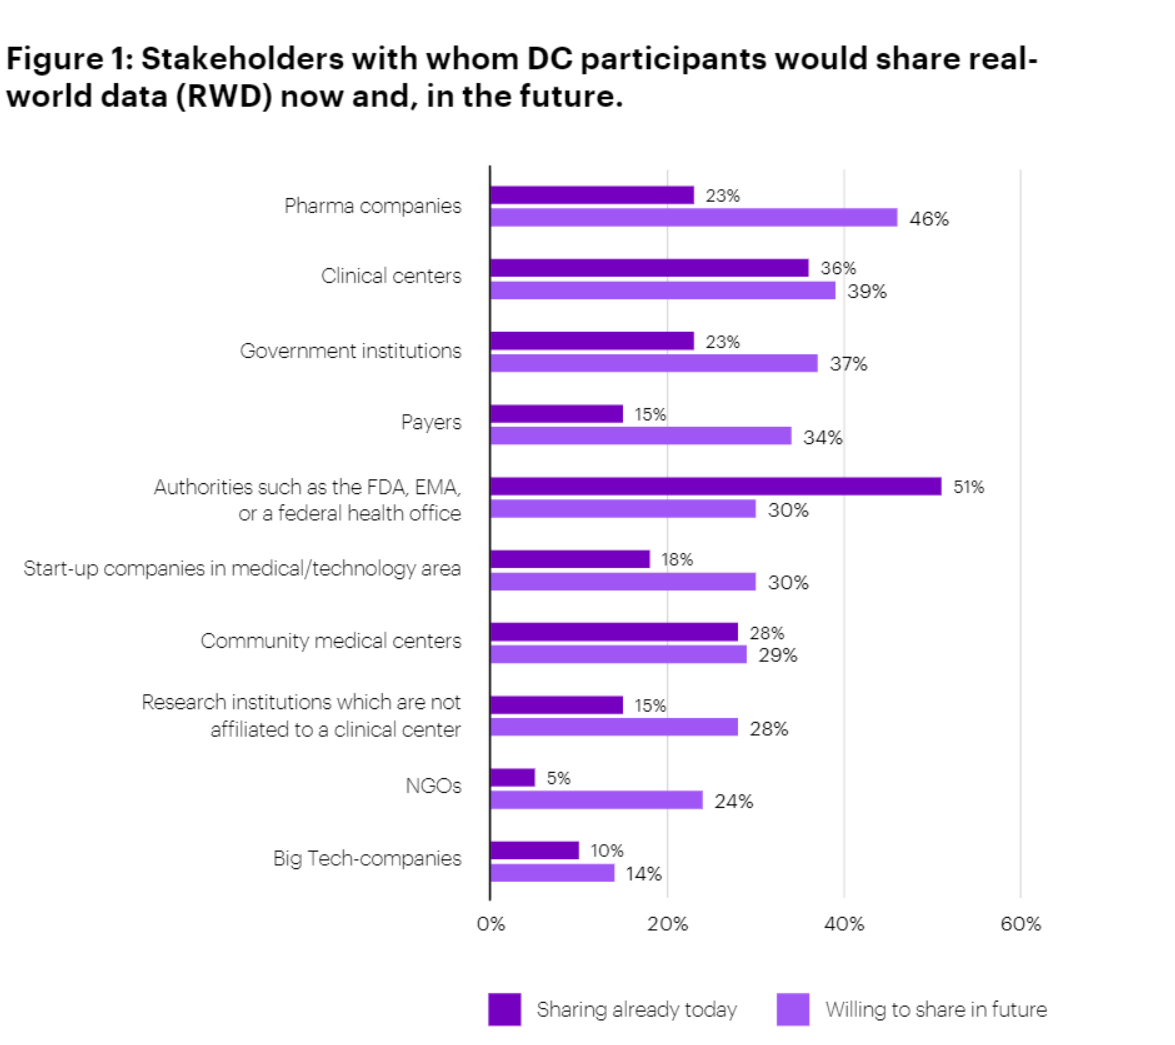 Figure 1: Stakeholders with whom DC participants would share real-
world data (RWD) now and, in the future.
Pharma companies
23%
46%
Clinical centers
36%
39%
Government institutions
23%
37%
Payers
15%
34%
Authorities such as the FDA, EMA,
or a federal health office
51%
30%
Start-up companies in medical/technology area
18%
30%
Community medical centers
28%
29%
Research institutions which are not
affiliated to a clinical center
15%
28%
NGOs
5%
24%
Big Tech-companies
10%
14%
0% 20% 40% 60%
Sharing already today Willing to share in future